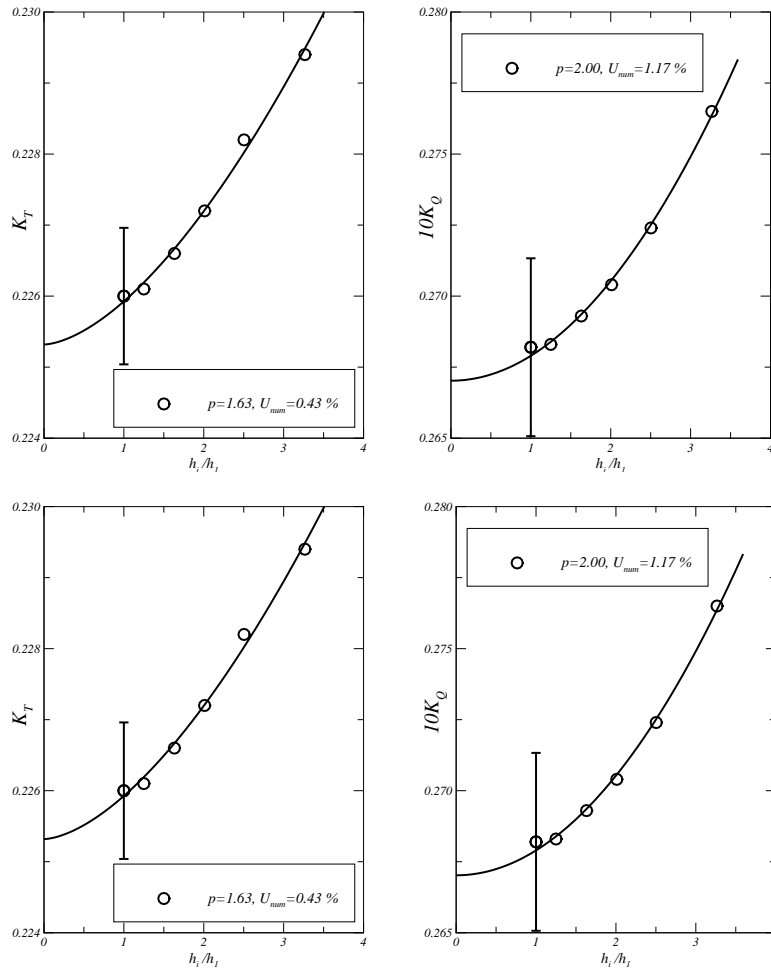 0.230
0.228
0.226
0.224
K_T
0 1 2 3 4
h_i/h_1
p=1.63, U_num=0.43 %
0.280
0.275
0.270
0.265
10K_Q
0 1 2 3 4
h_i/h_1
p=2.00, U_num=1.17 %
0.230
0.228
0.226
0.224
K_T
0 1 2 3 4
h_i/h_1
p=1.63, U_num=0.43 %
0.280
0.275
0.270
0.265
10K_Q
0 1 2 3
h_i/h_1
p=2.00, U_num=1.17 %